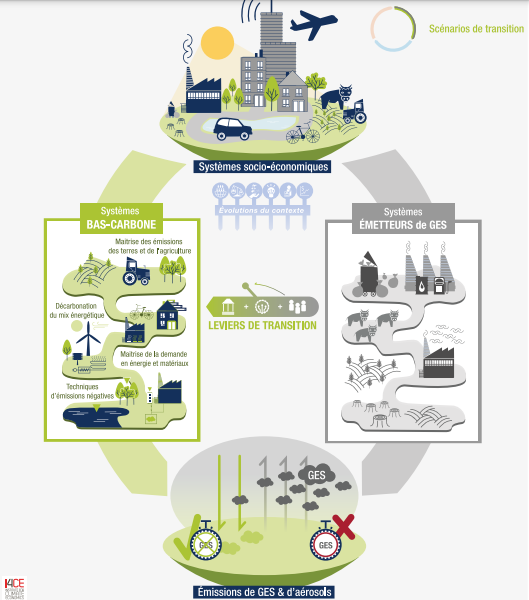 Scénarios de transition
Systèmes socio-économiques
Évolutions du contexte
Systèmes
BAS-CARBONE
Maitrise des émissions
des terres et de l'agriculture
Décarbonation
du mix énergétique
Maitrise de la demande
en énergie et matériaux
Techniques
d'émissions négatives
LEVIERS DE TRANSITION
Systèmes
ÉMETTEURS de GES
GES
GES
GES
Émissions de GES & d'aérosols
I4CE